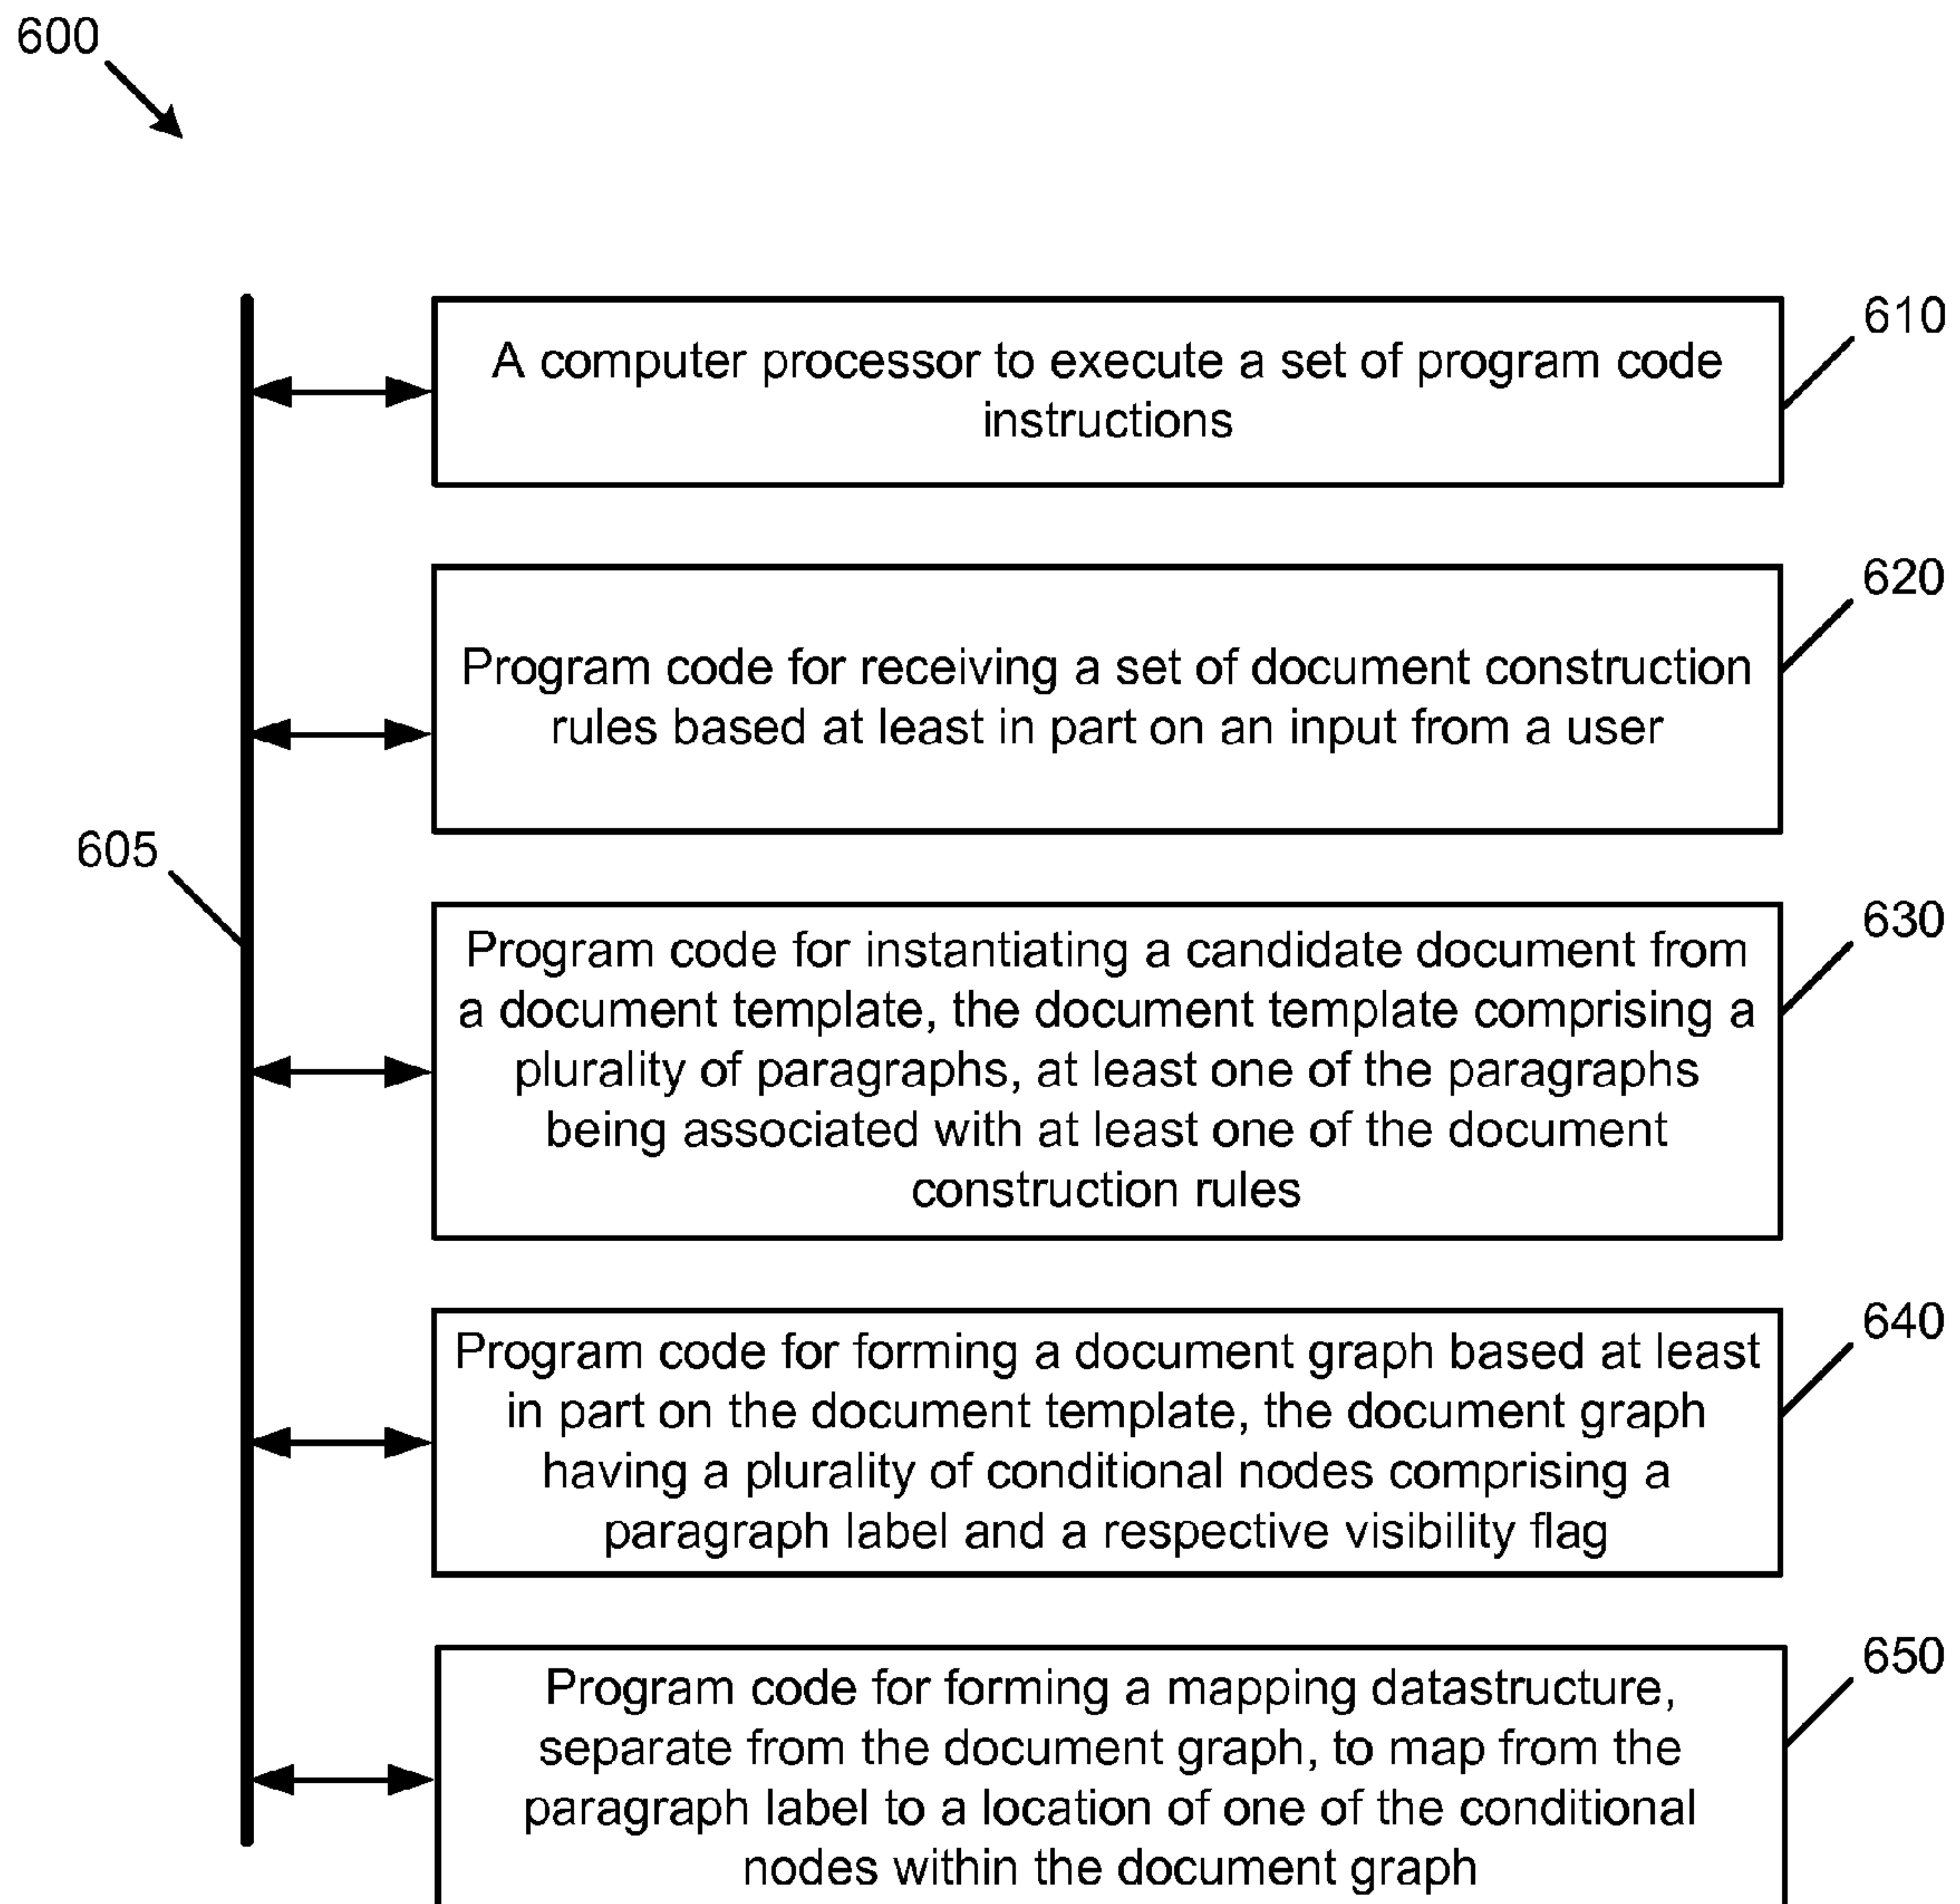 600
610
A computer processor to execute a set of program code
instructions
620
Program code for receiving a set of document construction
rules based at least in part on an input from a user
605
630
Program code for instantiating a candidate document from
a document template, the document template comprising a
plurality of paragraphs, at least one of the paragraphs
being associated with at least one of the document
construction rules
640
Program code for forming a document graph based at least
in part on the document template, the document graph
having a plurality of conditional nodes comprising a
paragraph label and a respective visibility flag
650
Program code for forming a mapping datastructure,
separate from the document graph, to map from the
paragraph label to a location of one of the conditional
nodes within the document graph